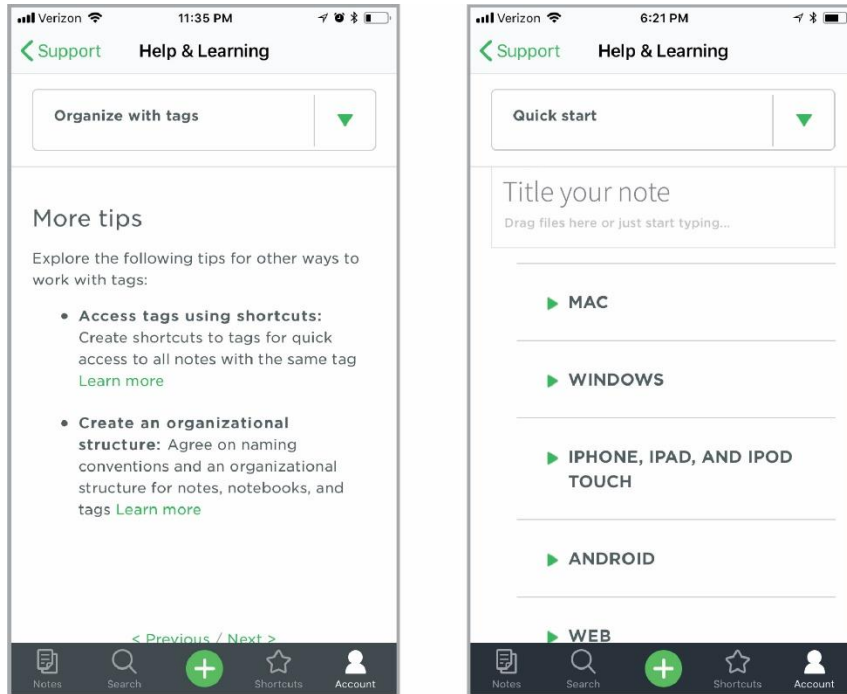 Verizon 11:35 PM
Support Help & Learning
Organize with tags
More tips
Explore the following tips for other ways to
work with tags:
• Access tags using shortcuts:
Create shortcuts to tags for quick
access to all notes with the same tag
Learn more
• Create an organizational
structure: Agree on naming
conventions and an organizational
structure for notes, notebooks, and
tags Learn more
< Previous / Next >
Notes Search Shortcuts Account
Verizon 6:21 PM
Support Help & Learning
Quick start
Title your note
Drag files here or just start typing...
MAC
WINDOWS
IPHONE, IPAD, AND IPOD
TOUCH
ANDROID
WEB
Notes Search Shortcuts Account